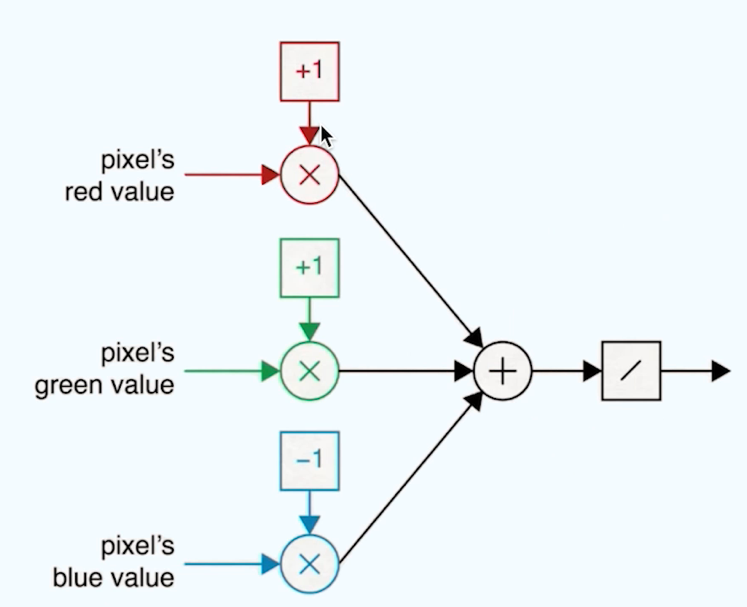 +1
pixel's
red value
×
+1
pixel's
green value
×
+
−1
pixel's
blue value
×